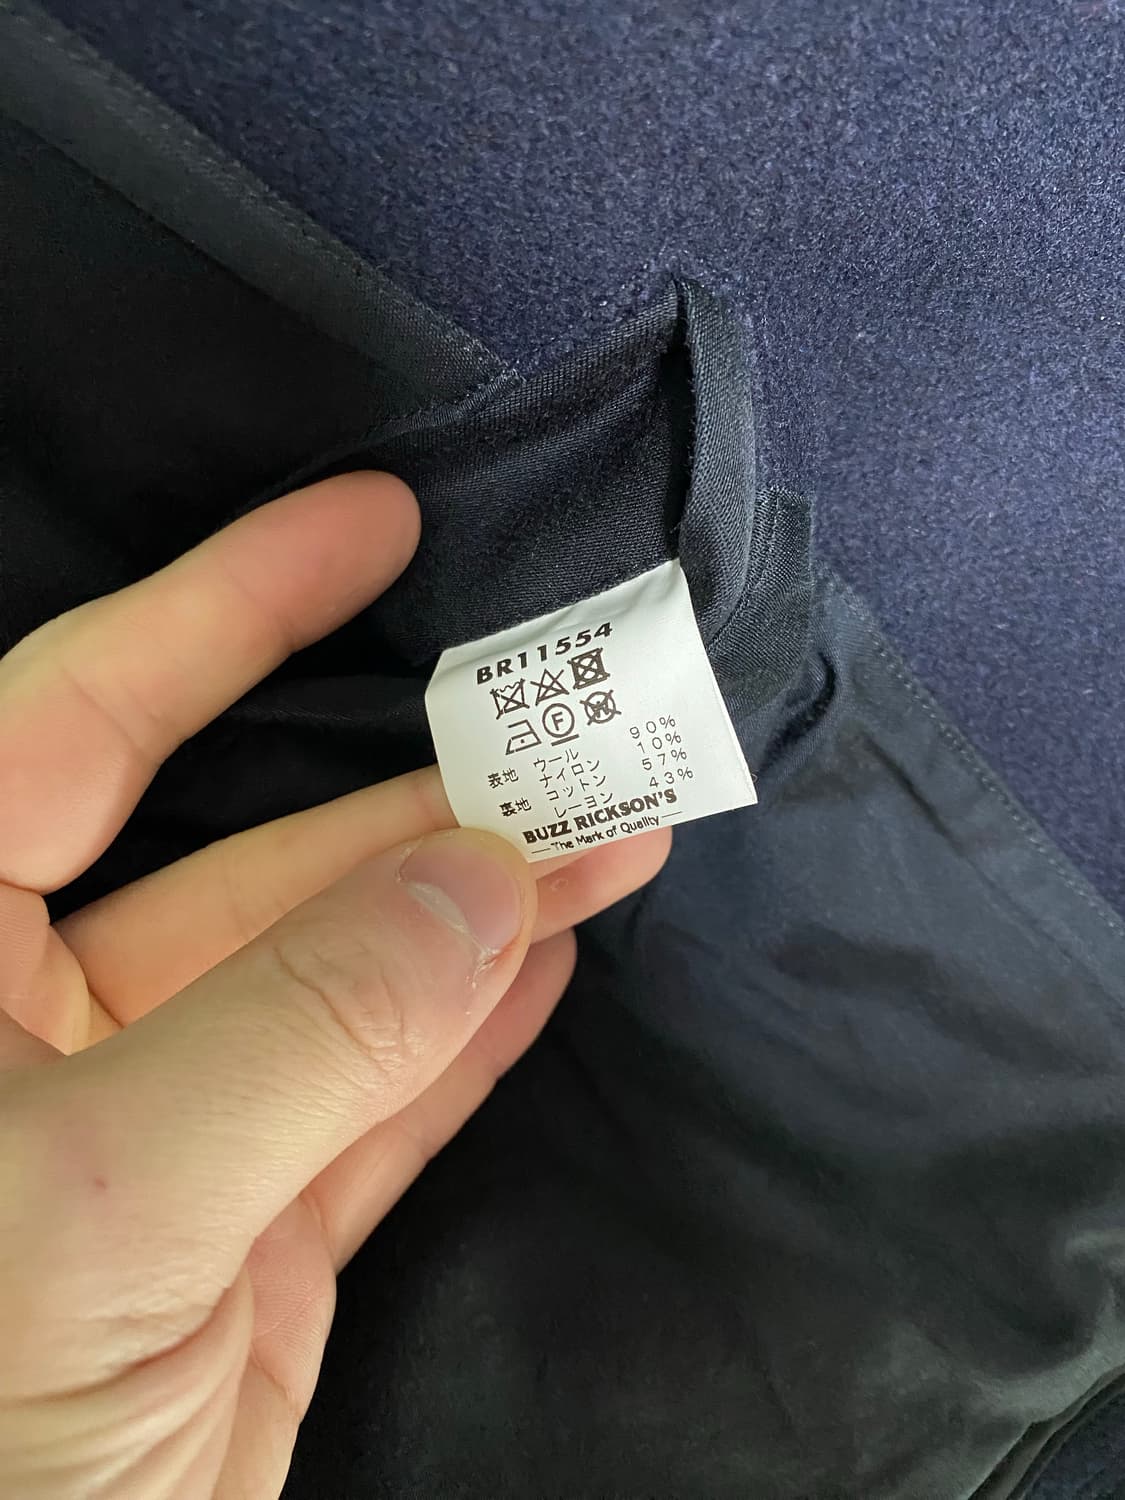 BR11554
F
W
表地 ウール 90%
ナイロン 10%
裏地 コットン 57%
レーヨン 43%
BUZZ RICKSON'S
The Mark of Quality